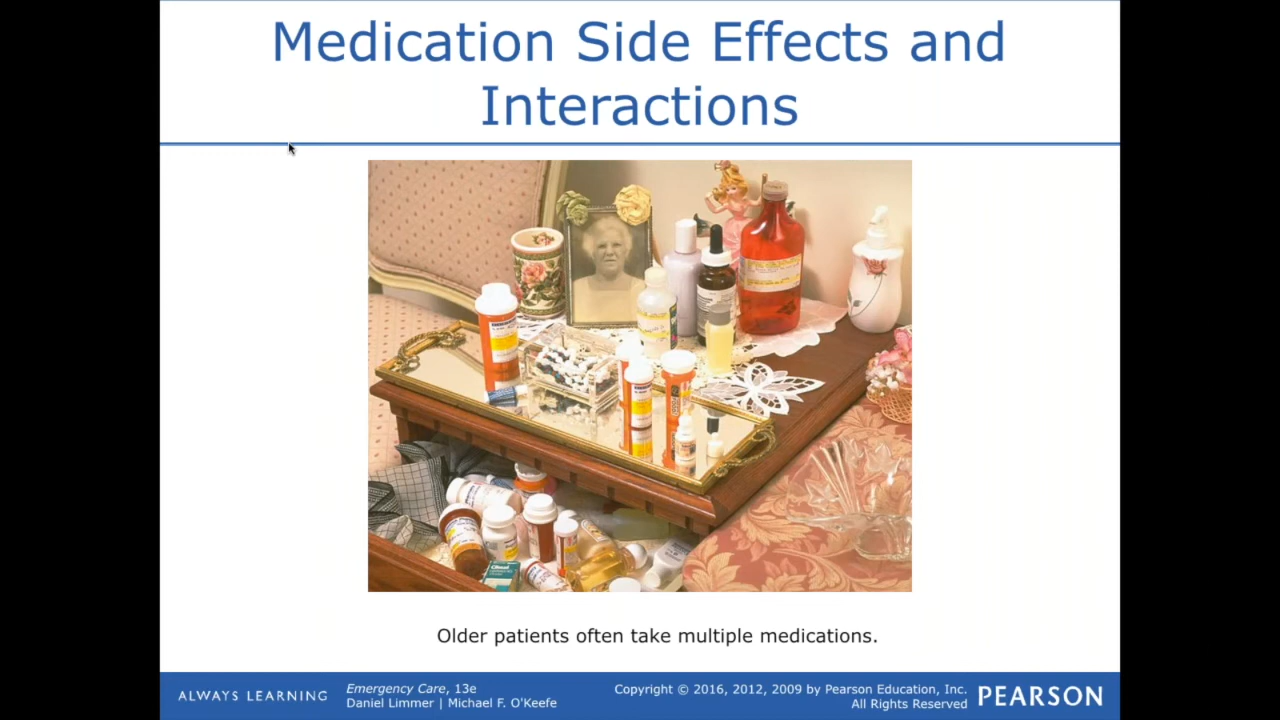 Medication Side Effects and
Interactions
Older patients often take multiple medications.
ALWAYS LEARNING
Emergency Care, 13e
Daniel Limmer | Michael F. O'Keefe
Copyright © 2016, 2012, 2009 by Pearson Education, Inc.
All Rights Reserved
PEARSON